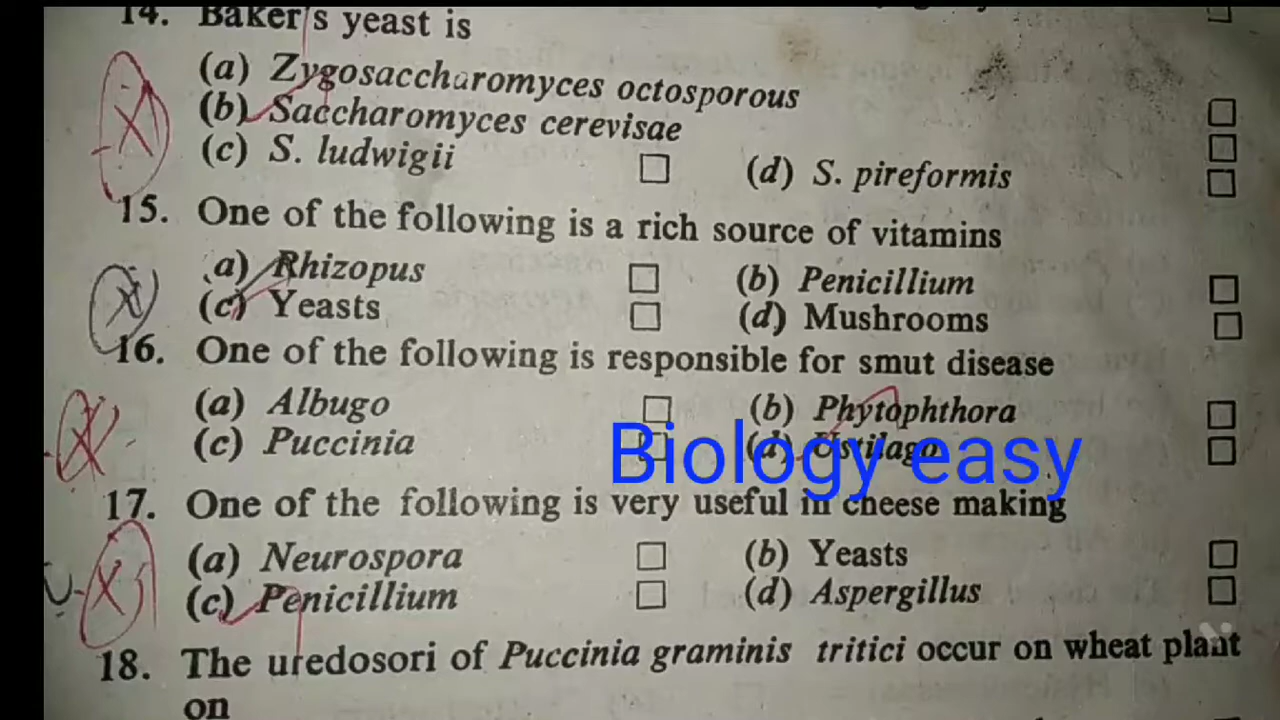 14. Baker's yeast is
(a) Zygosaccharomyces octosporous
(b) Saccharomyces cerevisae
(c) S. ludwigii (d) S. pireformis
15. One of the following is a rich source of vitamins
(a) Rhizopus (b) Penicillium
(c) Yeasts (d) Mushrooms
16. One of the following is responsible for smut disease
(a) Albugo (b) Phytophthora
(c) Puccinia (d) Ustilago
Biology easy
17. One of the following is very useful in cheese making
(a) Neurospora (b) Yeasts
(c) Penicillium (d) Aspergillus
18. The uredosori of Puccinia graminis tritici occur on wheat plant
on